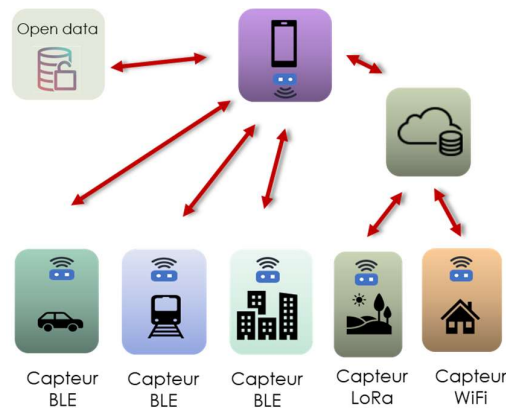 Open data
Capteur
BLE
Capteur
BLE
Capteur
BLE
Capteur
LoRa
Capteur
WiFi